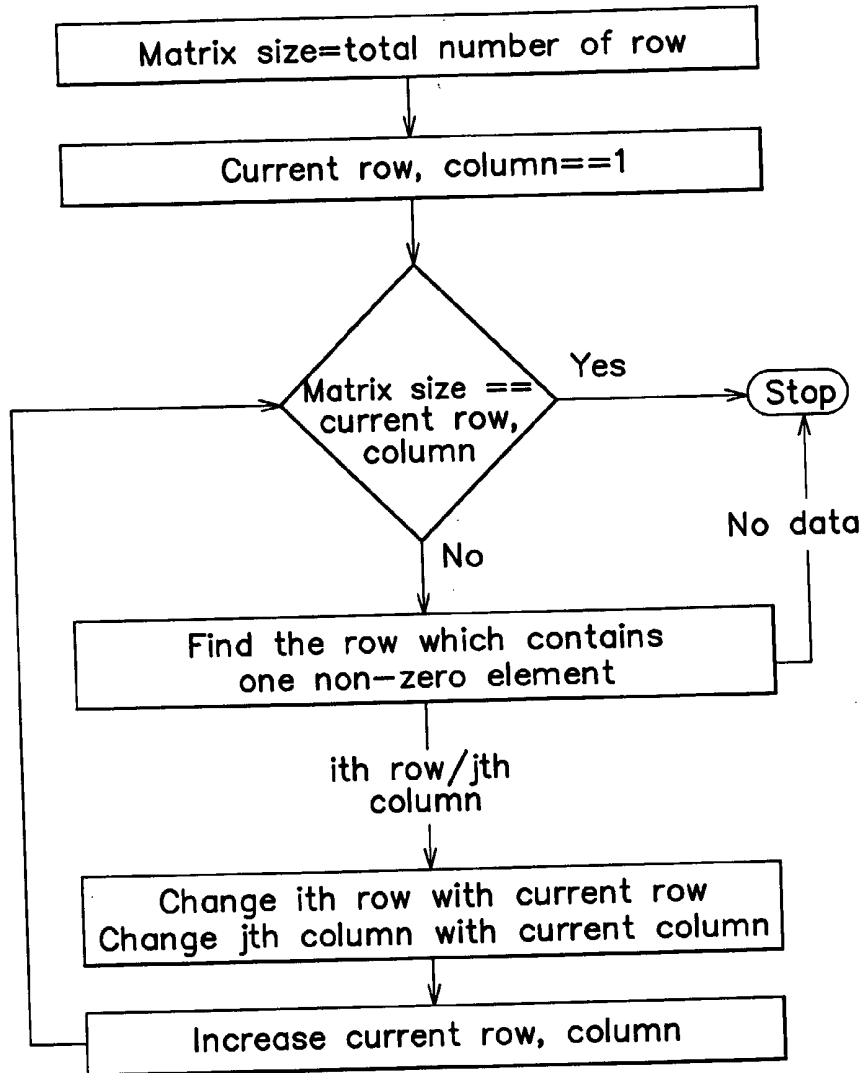 Matrix size=total number of row
Current row, column==1
Matrix size ==
current row,
column
Yes
Stop
No data
No
Find the row which contains
one non-zero element
ith row/jth
column
Change ith row with current row
Change jth column with current column
Increase current row, column